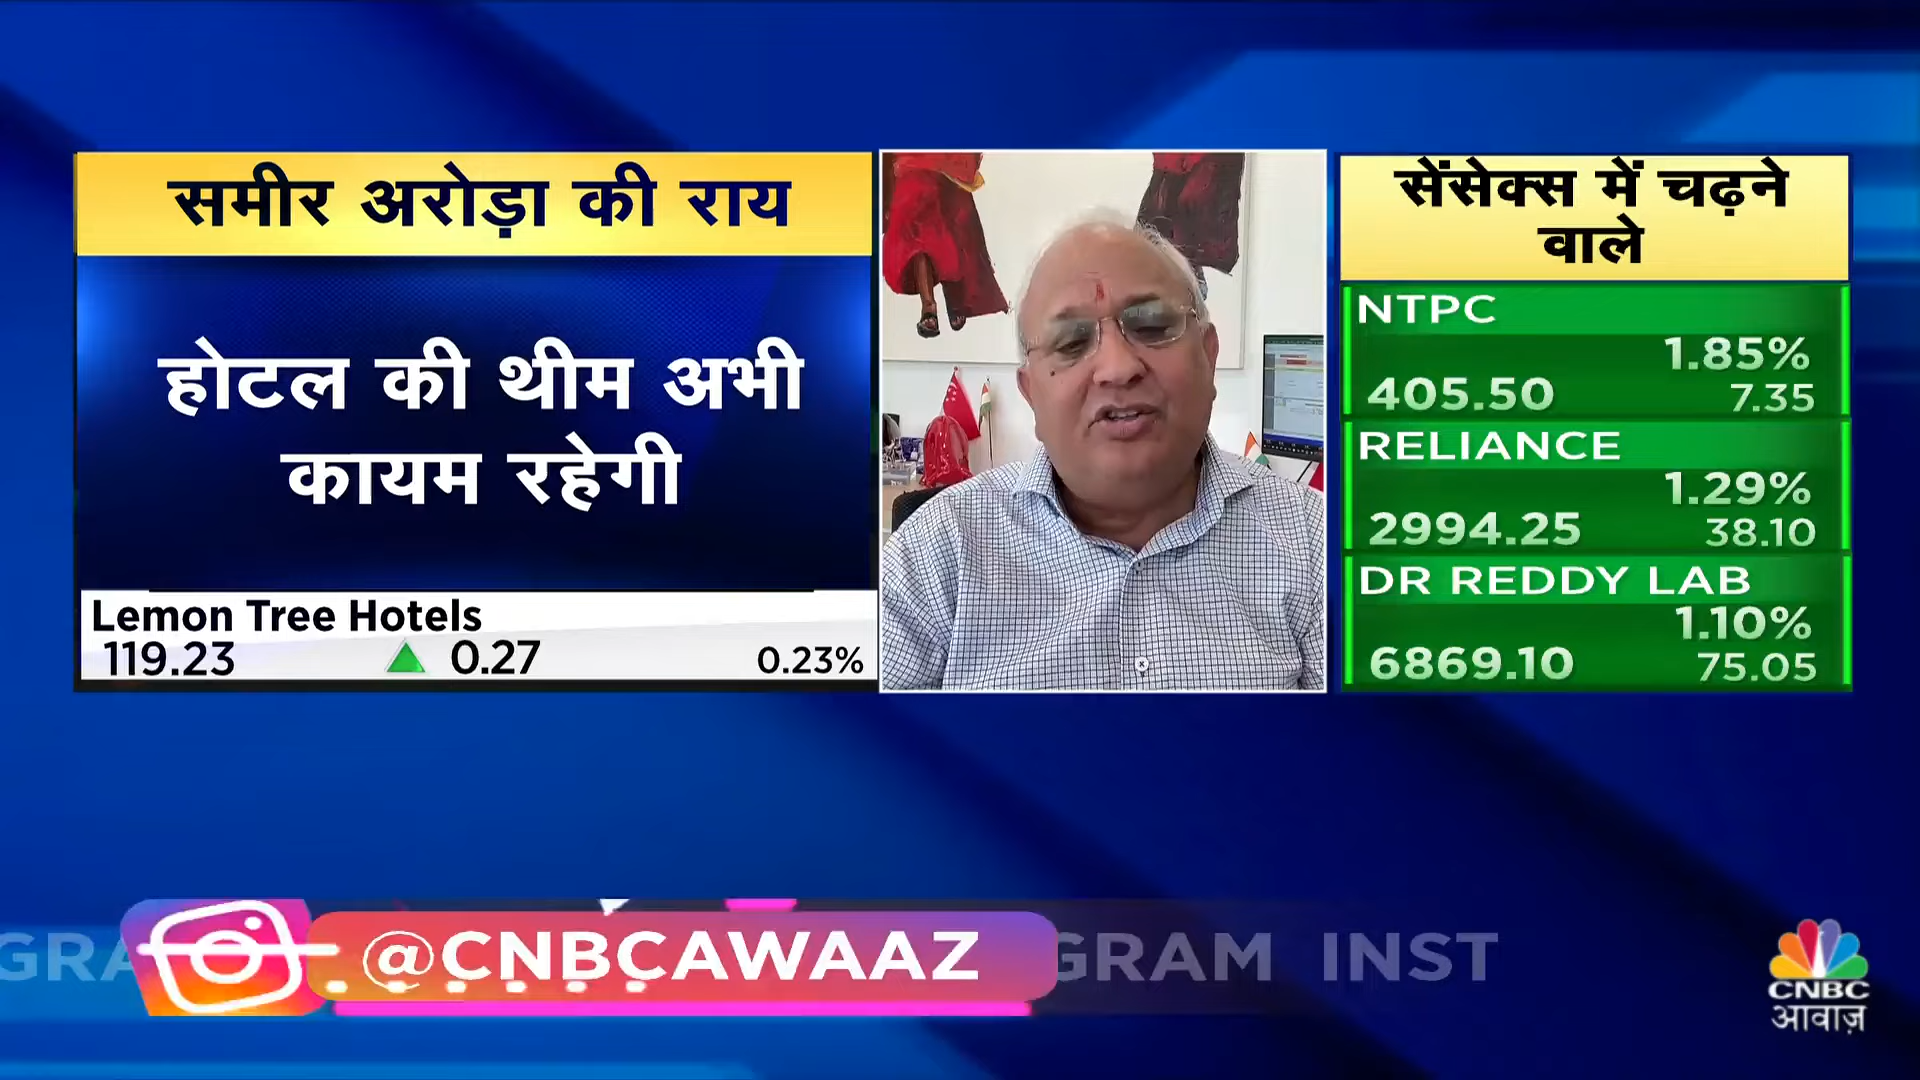 समीर अरोड़ा की राय
होटल की थीम अभी
कायम रहेगी
Lemon Tree Hotels
119.23 0.27 0.23%
सेंसेक्स में चढ़ने
वाले
NTPC
1.85%
405.50 7.35
RELIANCE
1.29%
2994.25 38.10
DR REDDY LAB
1.10%
6869.10 75.05
GRA @CNBCAWAAZ GRAM INST
CNBC
आवाज़